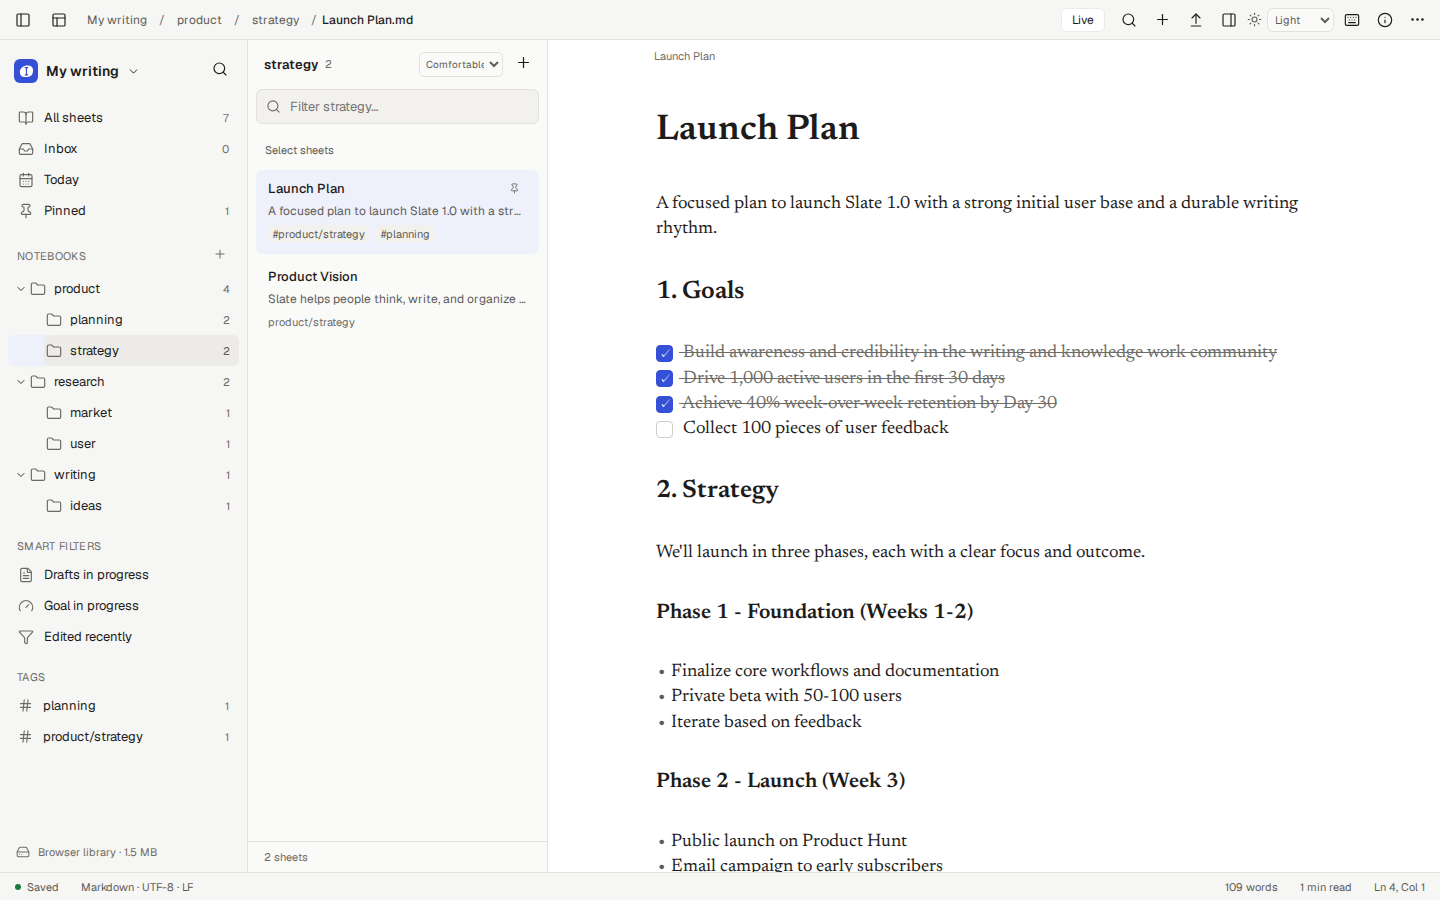 My writing / product / strategy / Launch Plan.md
Live
Light
My writing
All sheets 7
Inbox 0
Today
Pinned 1
NOTEBOOKS
product 4
planning 2
strategy 2
research 2
market 1
user 1
writing 1
ideas 1
SMART FILTERS
Drafts in progress
Goal in progress
Edited recently
TAGS
# planning 1
# product/strategy 1
Browser library · 1.5 MB
strategy 2
Comfortable
Filter strategy…
Select sheets
Launch Plan
A focused plan to launch Slate 1.0 with a str…
#product/strategy #planning
Product Vision
Slate helps people think, write, and organize …
product/strategy
2 sheets
Launch Plan
Launch Plan
A focused plan to launch Slate 1.0 with a strong initial user base and a durable writing
rhythm.
1. Goals
Build awareness and credibility in the writing and knowledge work community
Drive 1,000 active users in the first 30 days
Achieve 40% week-over-week retention by Day 30
Collect 100 pieces of user feedback
2. Strategy
We'll launch in three phases, each with a clear focus and outcome.
Phase 1 - Foundation (Weeks 1-2)
• Finalize core workflows and documentation
• Private beta with 50-100 users
• Iterate based on feedback
Phase 2 - Launch (Week 3)
• Public launch on Product Hunt
• Email campaign to early subscribers
Saved
Markdown · UTF-8 · LF
109 words
1 min read
Ln 4, Col 1